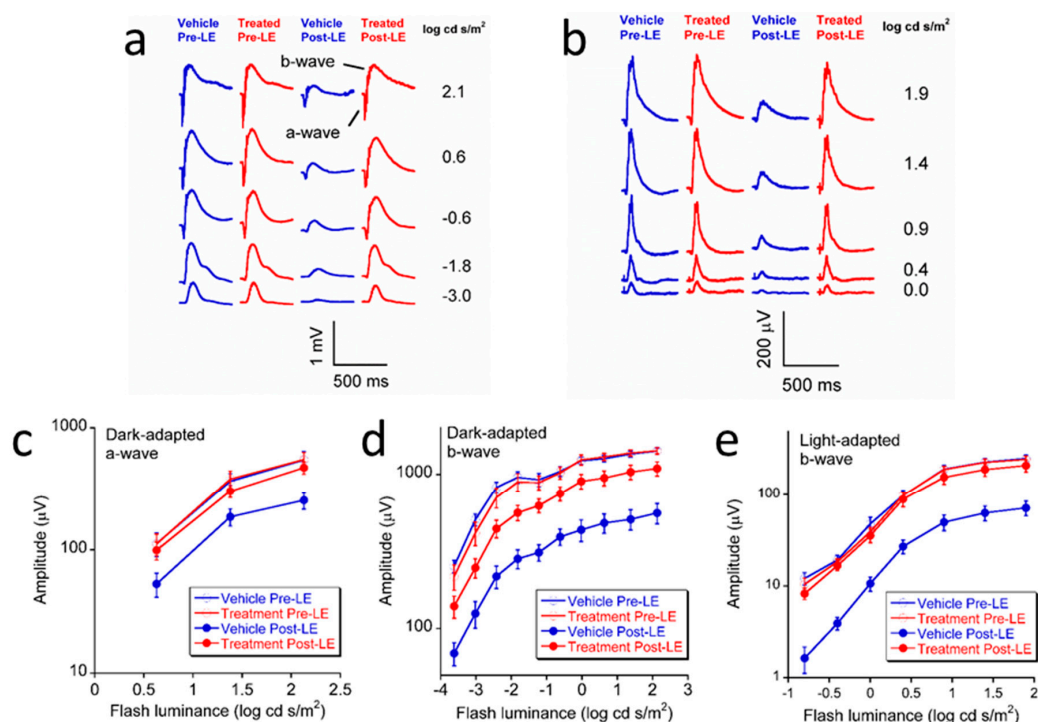 a
Vehicle Treated Vehicle Treated log cd s/m²
Pre-LE Pre-LE Post-LE Post-LE
b-wave
2.1
a-wave
0.6
-0.6
-1.8
-3.0
1 mV
500 ms
b
Vehicle Treated Vehicle Treated log cd s/m²
Pre-LE Pre-LE Post-LE Post-LE
1.9
1.4
0.9
0.4
0.0
200 μV
500 ms
c
Dark-adapted
a-wave
1000
100
10
Amplitude (μV)
Vehicle Pre-LE
Treatment Pre-LE
Vehicle Post-LE
Treatment Post-LE
0 0.5 1 1.5 2 2.5
Flash luminance (log cd s/m²)
d
Dark-adapted
b-wave
1000
100
Amplitude (μV)
Vehicle Pre-LE
Treatment Pre-LE
Vehicle Post-LE
Treatment Post-LE
-4 -3 -2 -1 0 1 2 3
Flash luminance (log cd s/m²)
e
Light-adapted
b-wave
100
10
1
Amplitude (μV)
Vehicle Pre-LE
Treatment Pre-LE
Vehicle Post-LE
Treatment Post-LE
-1 -0.5 0 0.5 1 1.5 2
Flash luminance (log cd s/m²)